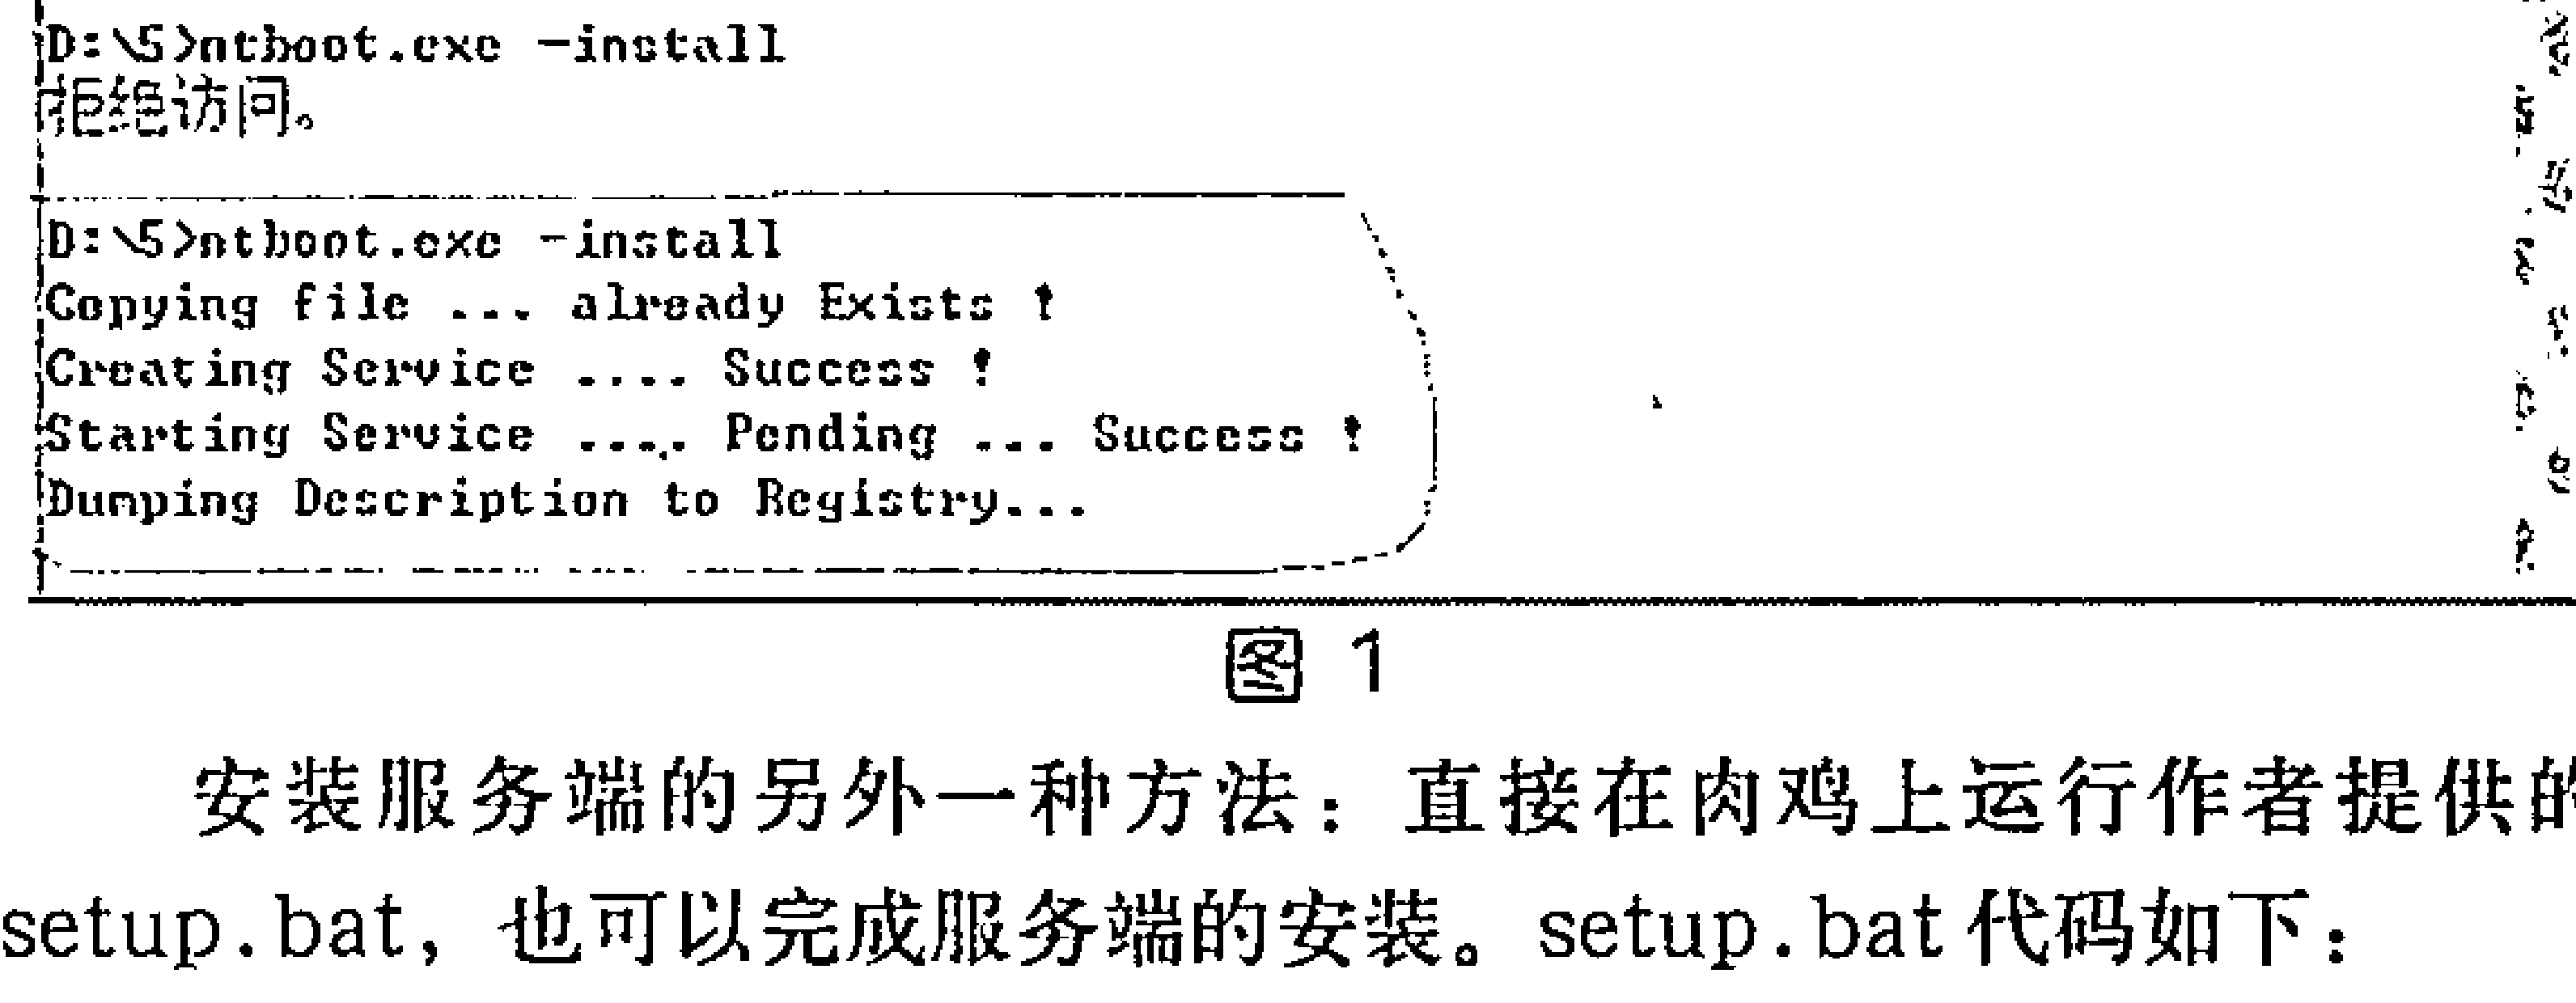 D:\5>ntboot.exe -install
拒绝访问。
D:\5>ntboot.exe -install
Copying file ... already Exists !
Creating Service .... Success !
Starting Service .... Pending ... Success !
Dumping Description to Registry...
图 1
安装服务端的另外一种方法：直接在肉鸡上运行作者提供的
setup.bat，也可以完成服务端的安装。setup.bat代码如下：